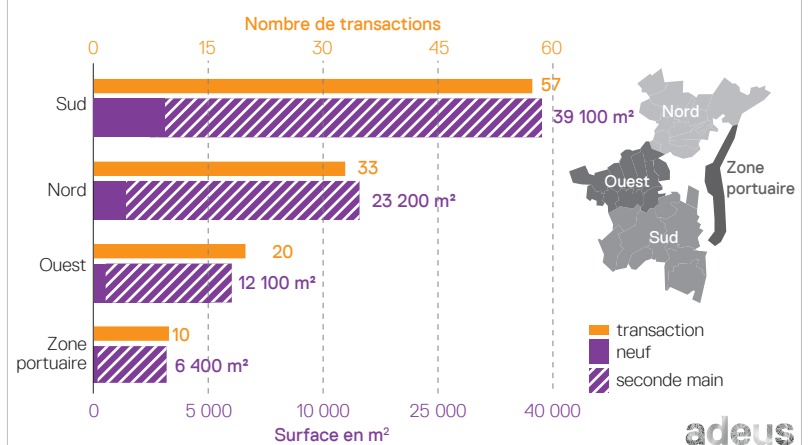 Nombre de transactions
0 15 30 45 60
Sud
57
39 100 m²
Nord
33
23 200 m²
Ouest
20
12 100 m²
Zone
portuaire
10
6 400 m²
0 5 000 10 000 25 000 40 000
Surface en m²
Nord
Ouest
Zone
portuaire
Sud
transaction
neuf
seconde main
adeus